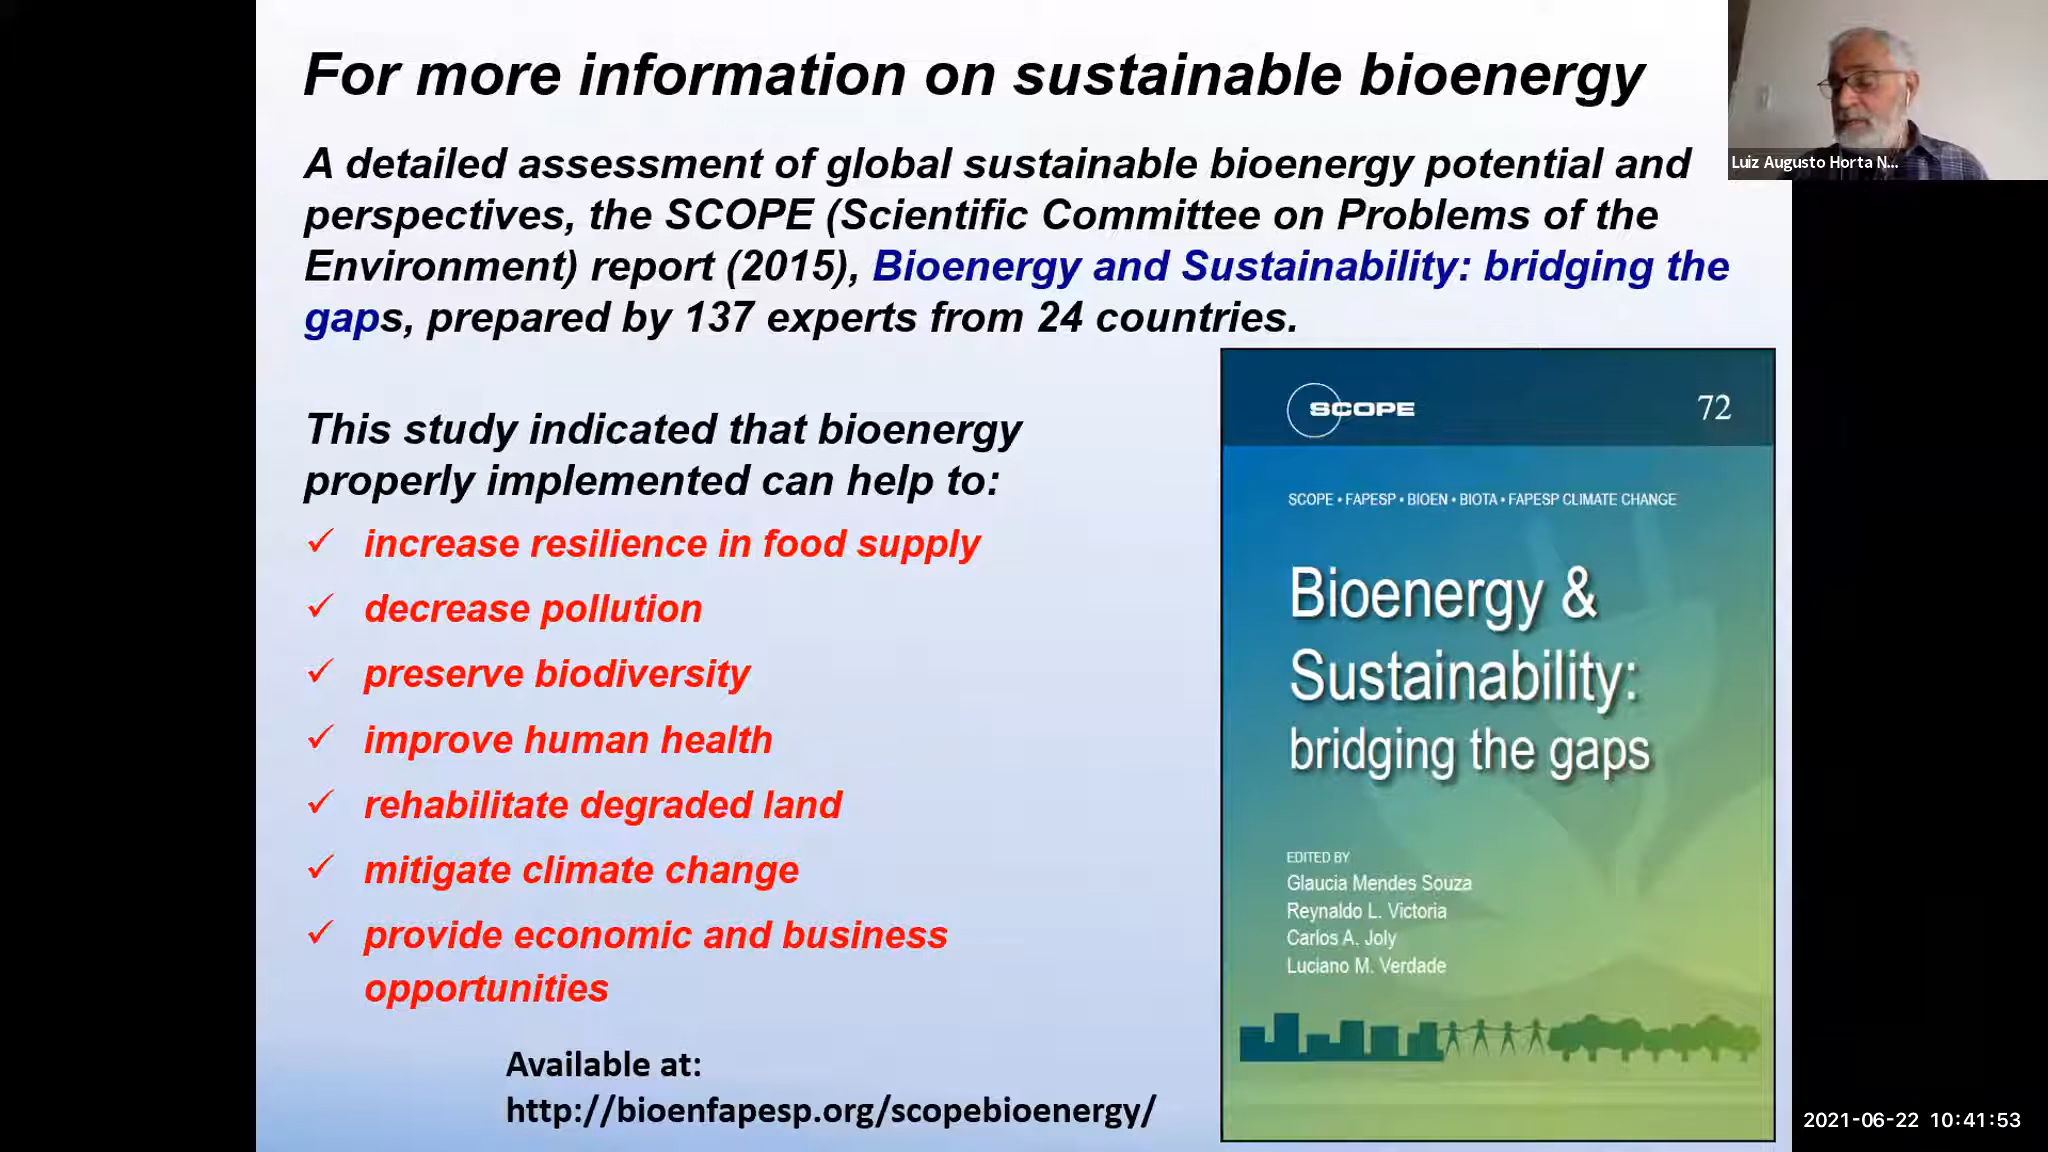 For more information on sustainable bioenergy
A detailed assessment of global sustainable bioenergy potential and
perspectives, the SCOPE (Scientific Committee on Problems of the
Environment) report (2015), Bioenergy and Sustainability: bridging the
gaps, prepared by 137 experts from 24 countries.
This study indicated that bioenergy
properly implemented can help to:
✓ increase resilience in food supply
✓ decrease pollution
✓ preserve biodiversity
✓ improve human health
✓ rehabilitate degraded land
✓ mitigate climate change
✓ provide economic and business
opportunities
Available at:
http://bioenfapesp.org/scopebioenergy/
SCOPE 72
SCOPE • FAPESP • BIOEN • BIOTA • FAPESP CLIMATE CHANGE
Bioenergy &
Sustainability:
bridging the gaps
EDITED BY
Glaucia Mendes Souza
Reynaldo L. Victoria
Carlos A. Joly
Luciano M. Verdade
Luiz Augusto Horta N...
2021-06-22 10:41:53